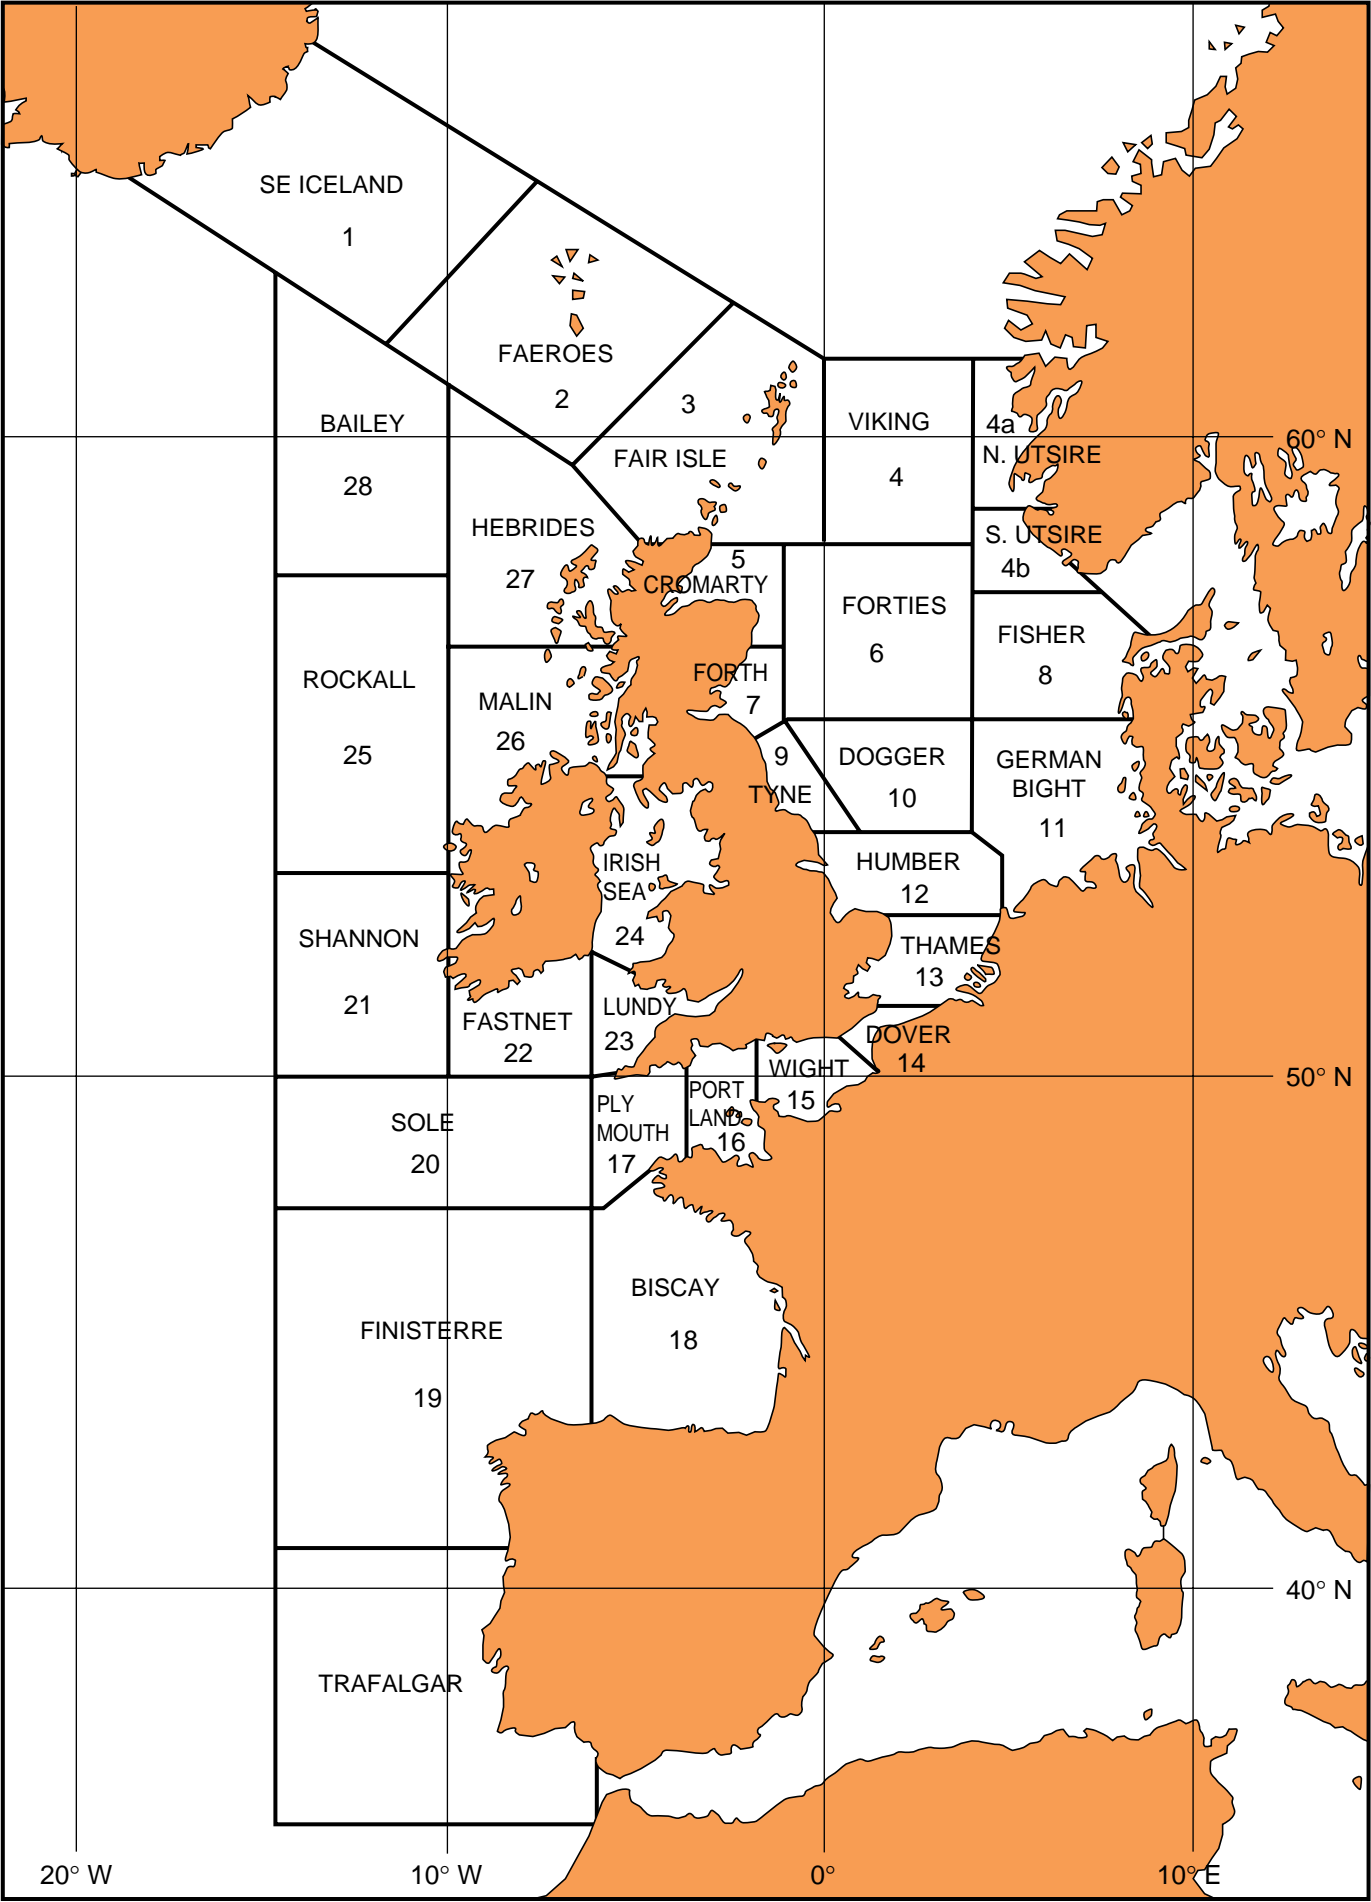 SE ICELAND
1
FAEROES
2
3
FAIR ISLE
VIKING
4
4a
N. UTSIRE
60° N
BAILEY
28
HEBRIDES
27
S. UTSIRE
4b
5
CROMARTY
FORTIES
6
FISHER
8
ROCKALL
25
MALIN
26
FORTH
7
9
TYNE
DOGGER
10
GERMAN
BIGHT
11
IRISH
SEA
24
HUMBER
12
SHANNON
21
THAMES
13
FASTNET
22
LUNDY
23
DOVER
14
WIGHT
15
50° N
SOLE
20
PLY
MOUTH
17
PORT
LAND
16
BISCAY
18
FINISTERRE
19
40° N
TRAFALGAR
20° W
10° W
0°
10° E